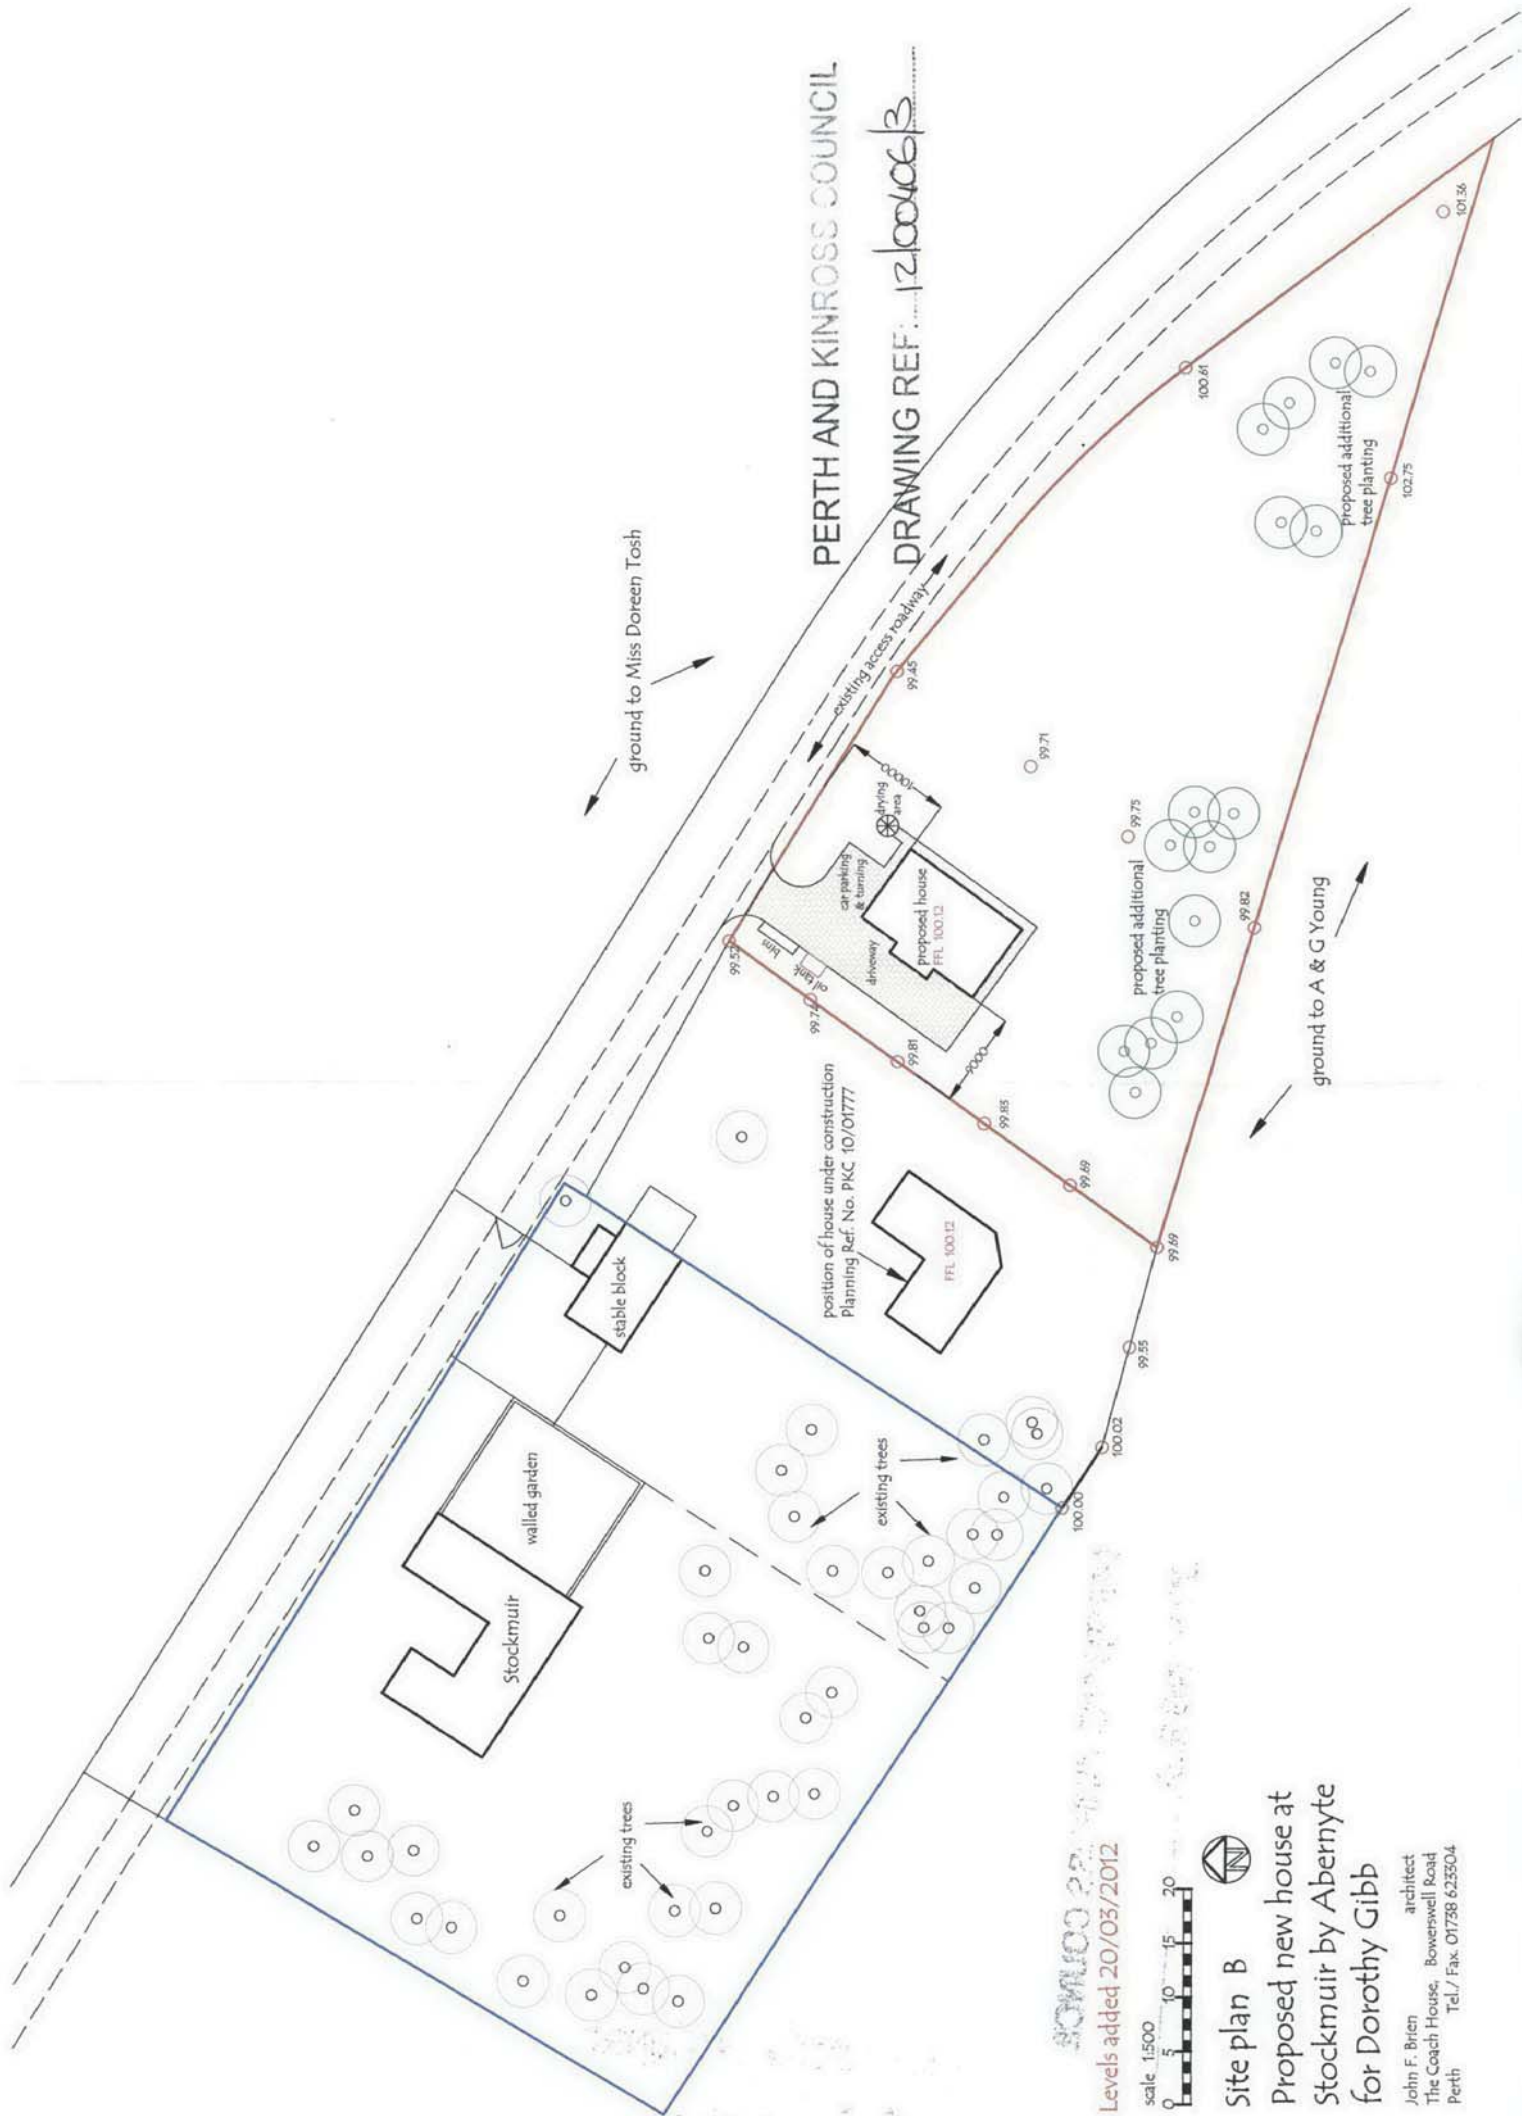 PERTH AND KINROSS COUNCIL
DRAWING REF: 12/00406/3
ground to Miss Doreen Tosh
existing access roadway
101.36
100.61
102.75
proposed additional
tree planting
99.45
99.71
10000
drying
area
99.75
car parking
& turning
proposed house
FFL 100.12
driveway
bins
oil tank
99.52
99.74
99.81
9000
99.83
99.69
99.69
99.82
proposed additional
tree planting
ground to A & G Young
position of house under construction
Planning Ref. No. PKC 10/01777
FFL 100.12
99.55
100.02
100.00
stable block
walled garden
Stockmuir
existing trees
existing trees
Levels added 20/03/2012
scale 1:500
0 5 10 15 20
N
Site plan B
Proposed new house at
Stockmuir by Abernyte
for Dorothy Gibb
John F. Brien architect
The Coach House, Bowerswell Road
Perth Tel./ Fax. 01738 623304